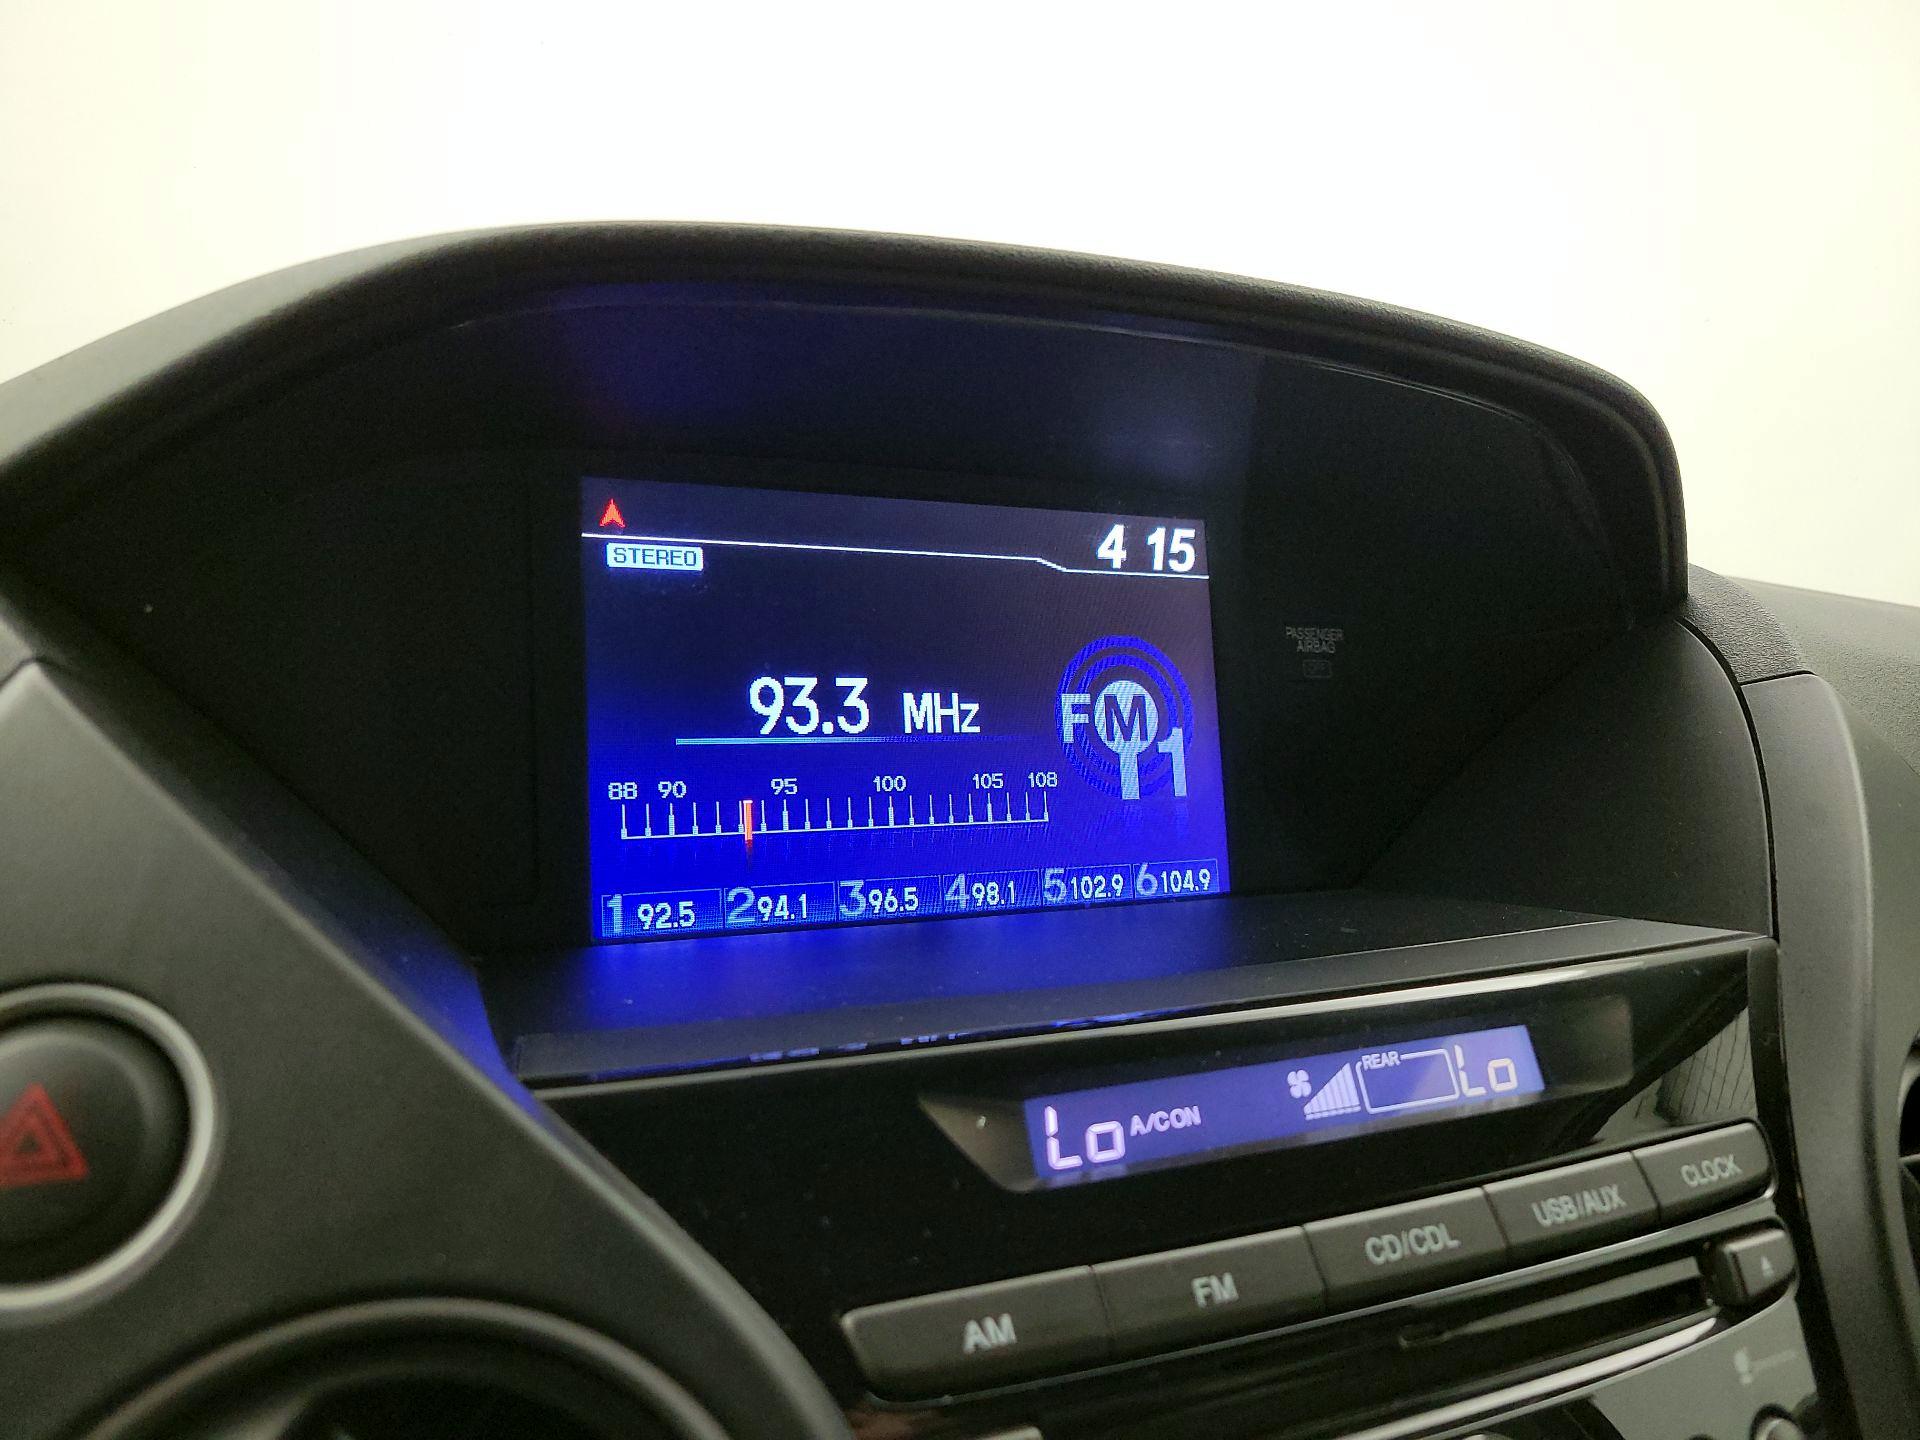 4 15
STEREO
93.3 MHz
FM1
88 90 95 100 105 108
1 92.5 2 94.1 3 96.5 4 98.1 5 102.9 6 104.9
PASSENGER
AIRBAG
OFF
Lo A/CON REAR Lo
AM FM CD/CDL USB/AUX CLOCK